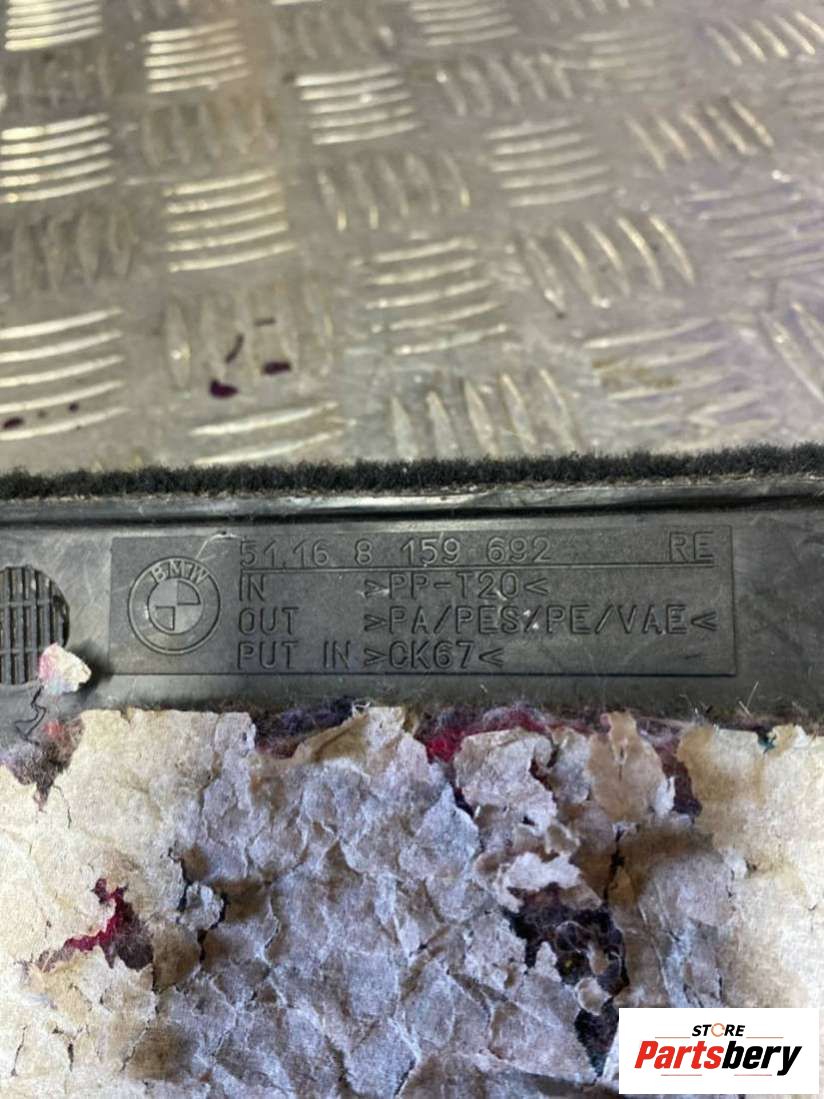 51.16 8 159 692 RE
BMW
IN >PP-T20<
OUT >PA/PES/PE/VAE<
PUT IN >CK67<
STORE
Partsbery